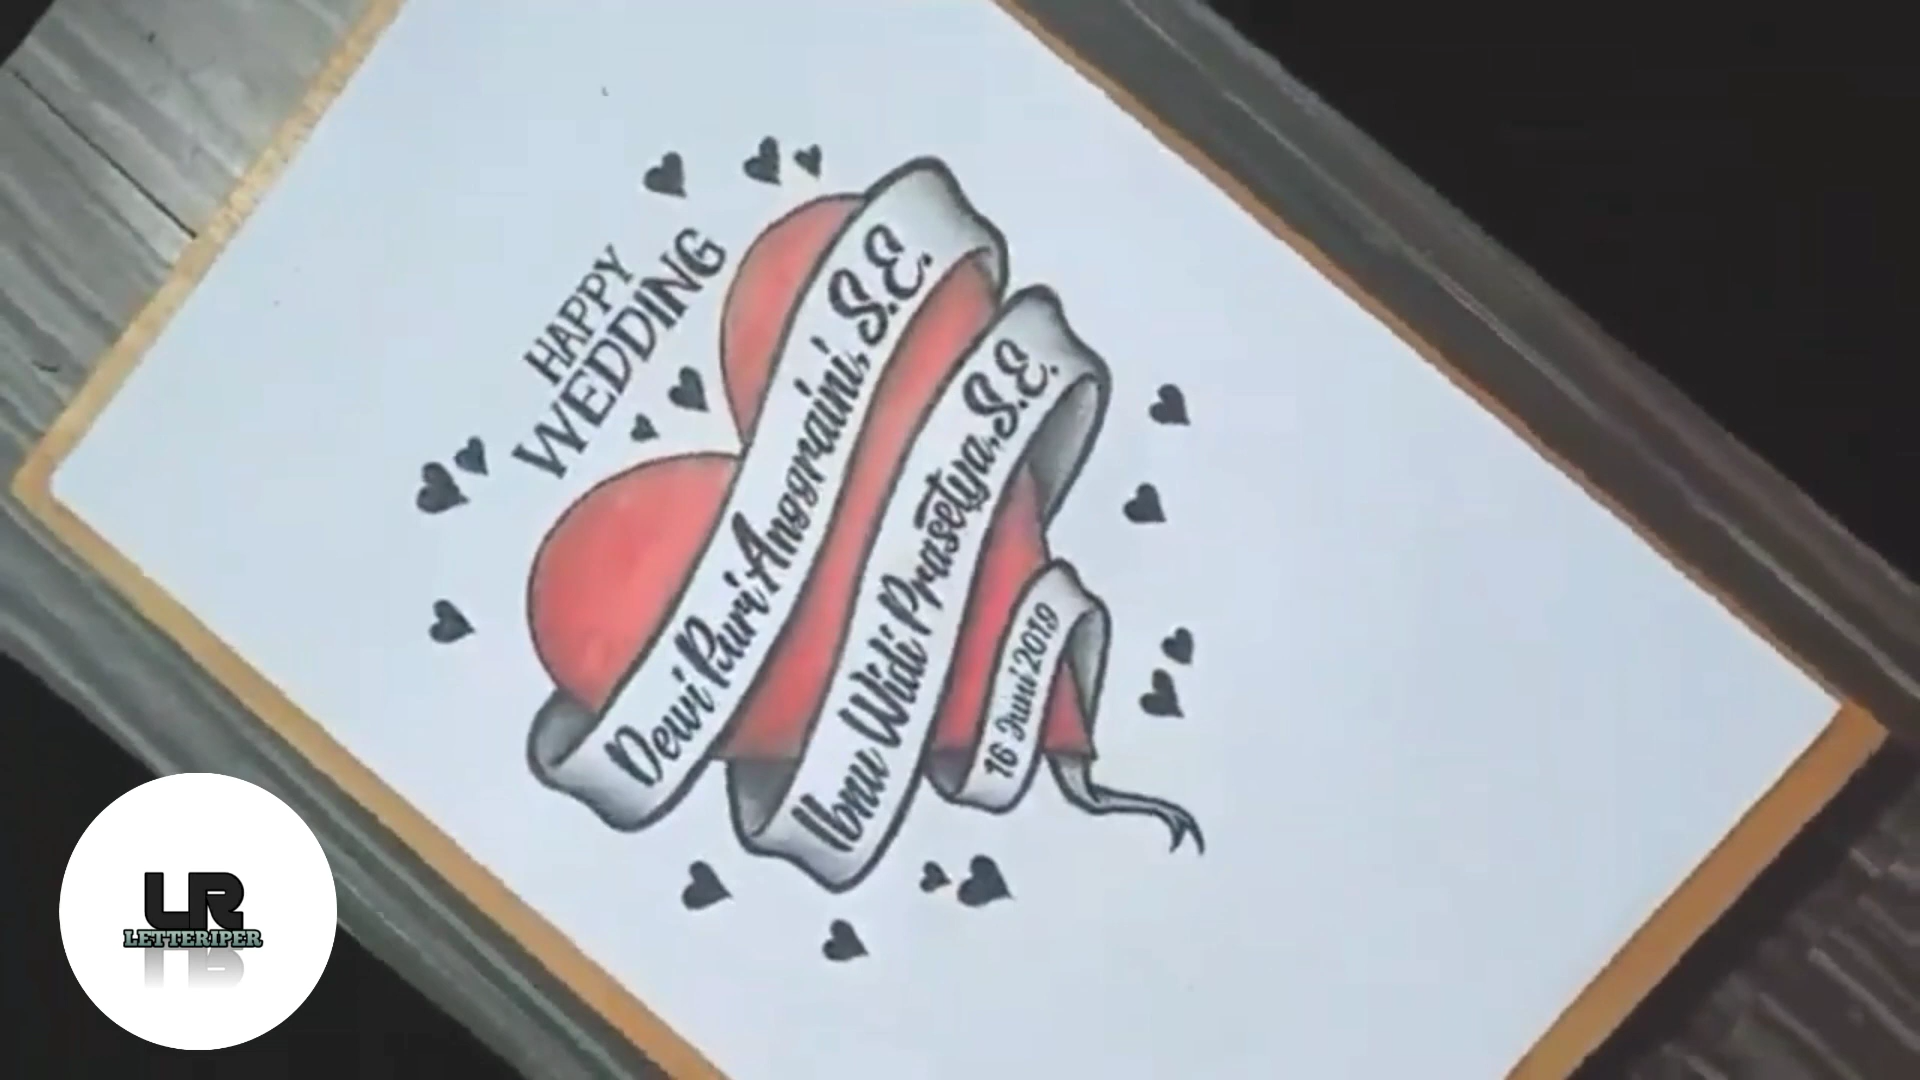 HAPPY
WEDDING
Dewi Puri Anggraini, S.E.
Ibnu Widi Prasetya, S.E.
16 Juni 2019
LR
LETTERIPER